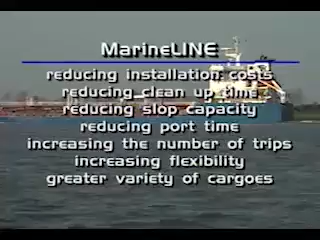 MarineLINE
reducing installation costs
reducing clean up time
reducing slop capacity
reducing port time
increasing the number of trips
increasing flexibility
greater variety of cargoes